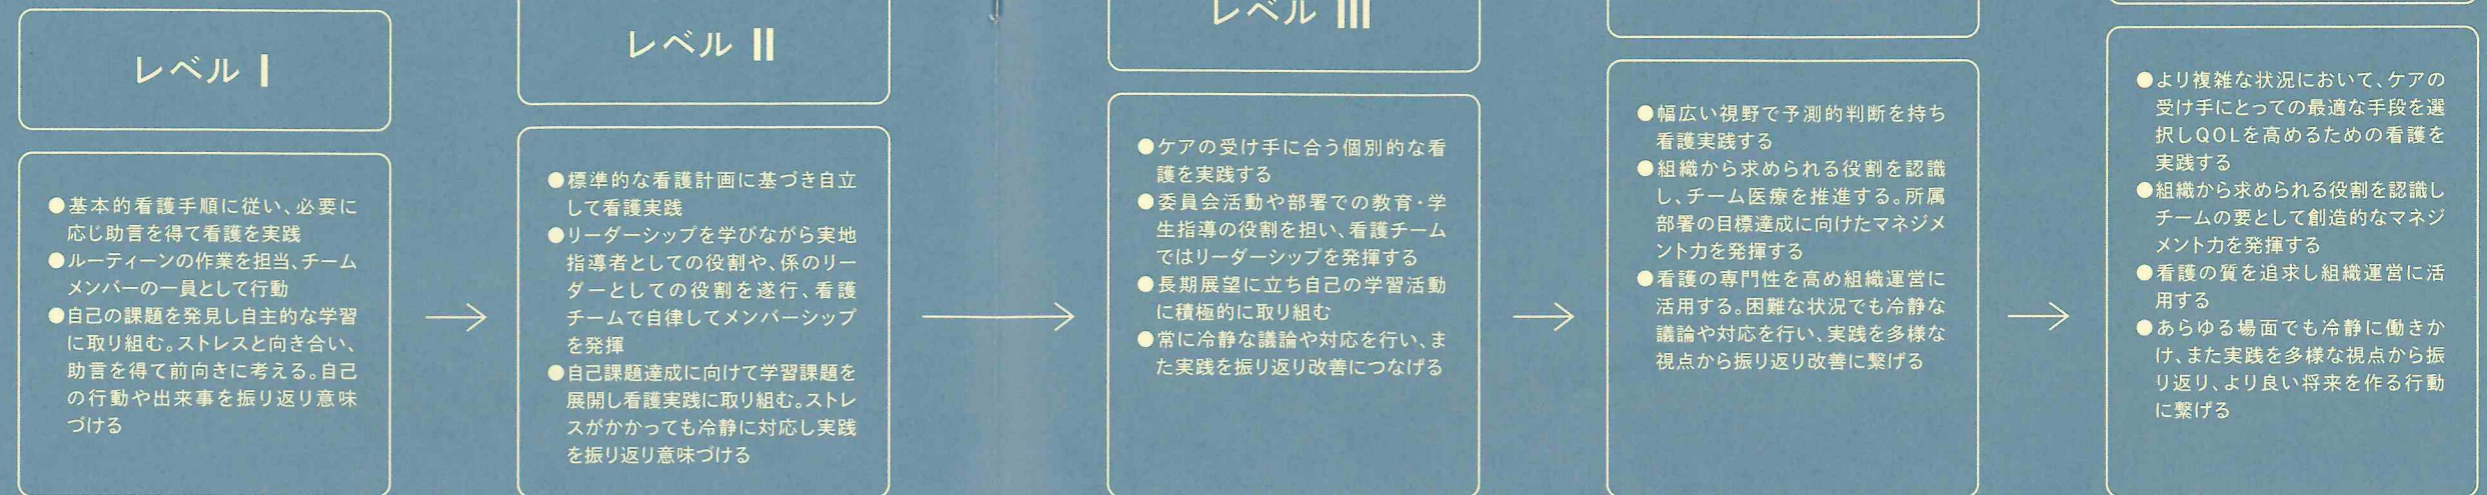 レベル I
●基本的看護手順に従い、必要に
応じ助言を得て看護を実践
●ルーティーンの作業を担当、チーム
メンバーの一員として行動
●自己の課題を発見し自主的な学習
に取り組む。ストレスと向き合い、
助言を得て前向きに考える。自己
の行動や出来事を振り返り意味
づける
レベル II
●標準的な看護計画に基づき自立
して看護実践
●リーダーシップを学びながら実地
指導者としての役割や、係のリー
ダーとしての役割を遂行、看護
チームで自律してメンバーシップ
を発揮
●自己課題達成に向けて学習課題を
展開し看護実践に取り組む。ストレ
スがかかっても冷静に対応し実践
を振り返り意味づける
レベル III
●ケアの受け手に合う個別的な看
護を実践する
●委員会活動や部署での教育・学
生指導の役割を担い、看護チーム
ではリーダーシップを発揮する
●長期展望に立ち自己の学習活動
に積極的に取り組む
●常に冷静な議論や対応を行い、ま
た実践を振り返り改善につなげる
●幅広い視野で予測的判断を持ち
看護実践する
●組織から求められる役割を認識
し、チーム医療を推進する。所属
部署の目標達成に向けたマネジメ
ント力を発揮する
●看護の専門性を高め組織運営に
活用する。困難な状況でも冷静な
議論や対応を行い、実践を多様な
視点から振り返り改善に繋げる
●より複雑な状況において、ケアの
受け手にとっての最適な手段を選
択しQOLを高めるための看護を
実践する
●組織から求められる役割を認識し
チームの要として創造的なマネジ
メント力を発揮する
●看護の質を追求し組織運営に活
用する
●あらゆる場面でも冷静に働きか
け、また実践を多様な視点から振
り返り、より良い将来を作る行動
に繋げる